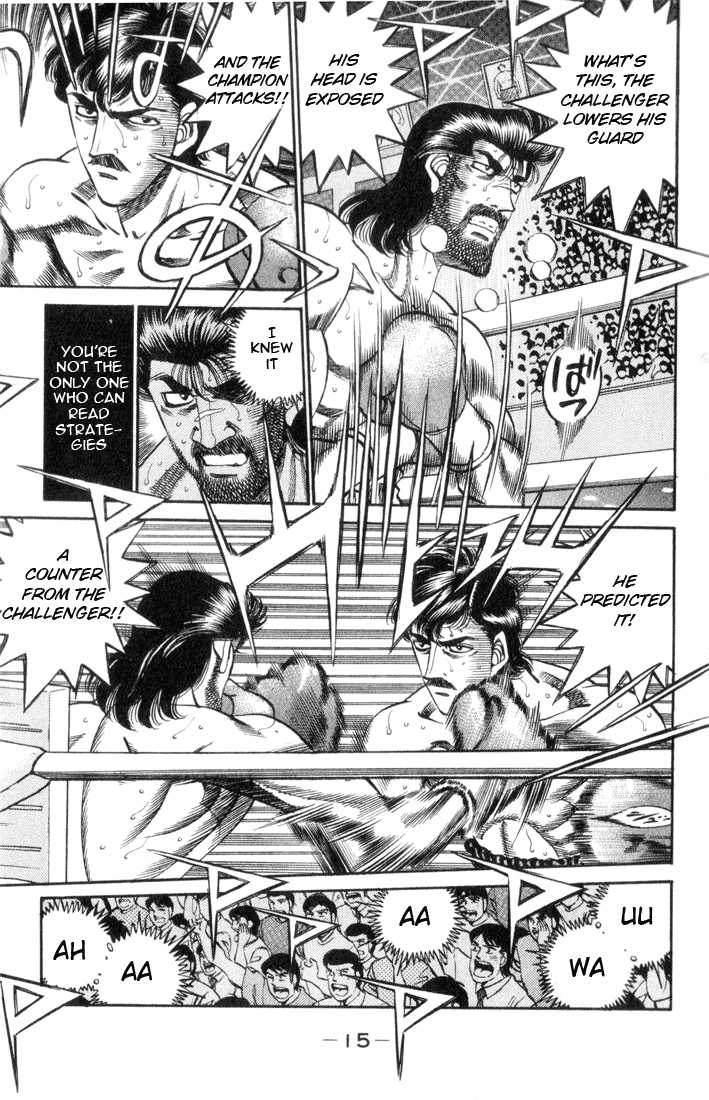 WHAT'S
THIS, THE
CHALLENGER
LOWERS HIS
GUARD
HIS
HEAD IS
EXPOSED
AND THE
CHAMPION
ATTACKS!!
ばっ
I
KNEW
IT
YOU'RE
NOT THE
ONLY ONE
WHO CAN
READ
STRATE-
GIES
HE
PREDICTED
IT!
A
COUNTER
FROM THE
CHALLENGER!!
UU
WA
AA
AA
AH
—15—